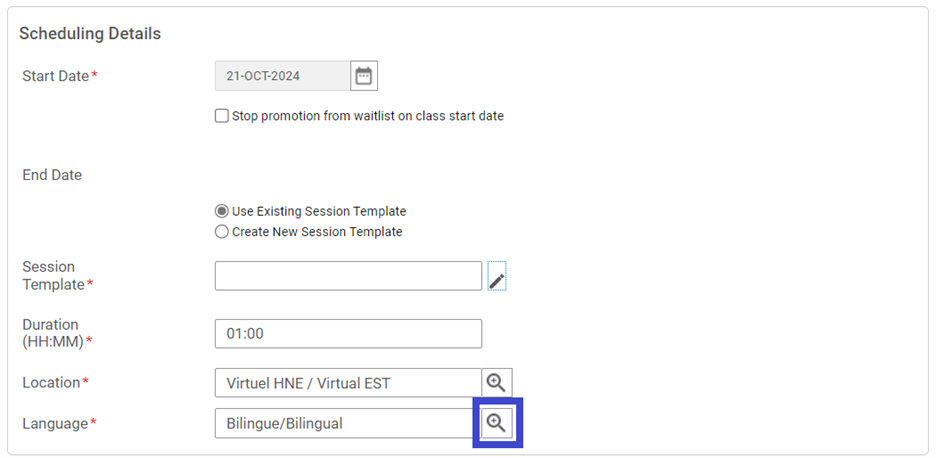 Scheduling Details
Start Date*
21-OCT-2024
Stop promotion from waitlist on class start date
End Date
Use Existing Session Template
Create New Session Template
Session
Template*
Duration
(HH:MM)*
01:00
Location*
Virtuel HNE / Virtual EST
Language*
Bilingue/Bilingual